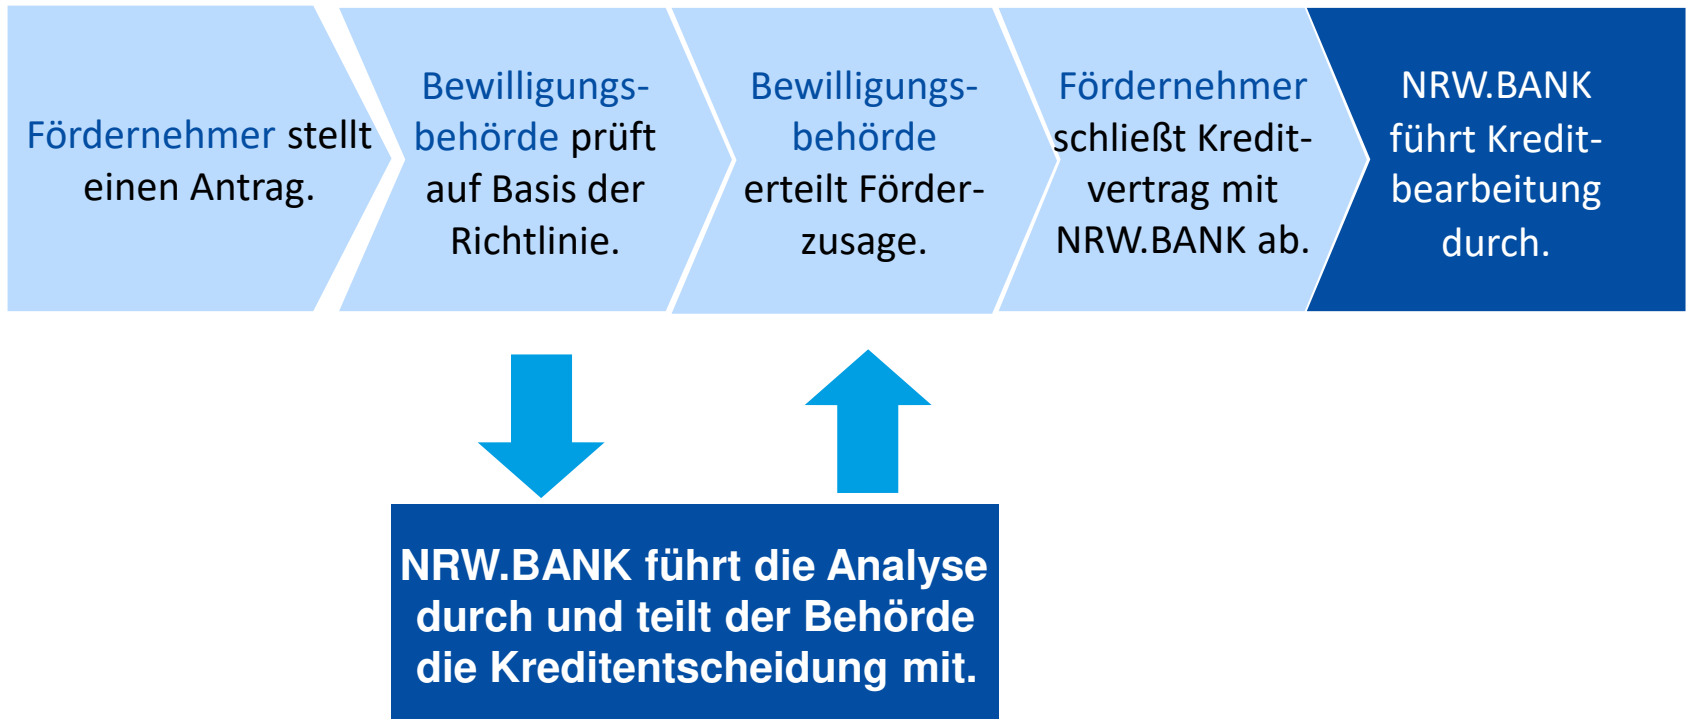 Fördernehmer stellt
einen Antrag.
Bewilligungs-
behörde prüft
auf Basis der
Richtlinie.
Bewilligungs-
behörde
erteilt Förder-
zusage.
Fördernehmer
schließt Kredit-
vertrag mit
NRW.BANK ab.
NRW.BANK
führt Kredit-
bearbeitung
durch.
NRW.BANK führt die Analyse
durch und teilt der Behörde
die Kreditentscheidung mit.